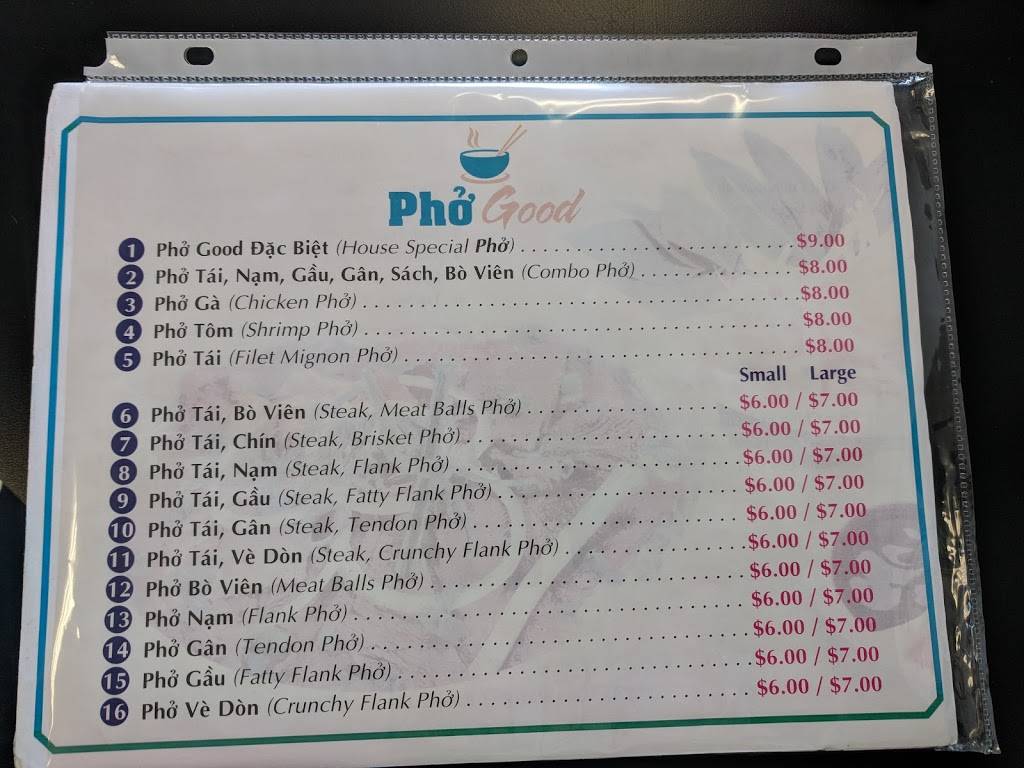 Phở Good
1 Phở Good Đặc Biệt (House Special Phở) $9.00
2 Phở Tái, Nạm, Gầu, Gân, Sách, Bò Viên (Combo Phở) $8.00
3 Phở Gà (Chicken Phở) $8.00
4 Phở Tôm (Shrimp Phở) $8.00
5 Phở Tái (Filet Mignon Phở) $8.00
Small Large
6 Phở Tái, Bò Viên (Steak, Meat Balls Phở) $6.00 / $7.00
7 Phở Tái, Chín (Steak, Brisket Phở) $6.00 / $7.00
8 Phở Tái, Nạm (Steak, Flank Phở) $6.00 / $7.00
9 Phở Tái, Gầu (Steak, Fatty Flank Phở) $6.00 / $7.00
10 Phở Tái, Gân (Steak, Tendon Phở) $6.00 / $7.00
11 Phở Tái, Vè Dòn (Steak, Crunchy Flank Phở) $6.00 / $7.00
12 Phở Bò Viên (Meat Balls Phở) $6.00 / $7.00
13 Phở Nạm (Flank Phở) $6.00 / $7.00
14 Phở Gân (Tendon Phở) $6.00 / $7.00
15 Phở Gầu (Fatty Flank Phở) $6.00 / $7.00
16 Phở Vè Dòn (Crunchy Flank Phở) $6.00 / $7.00